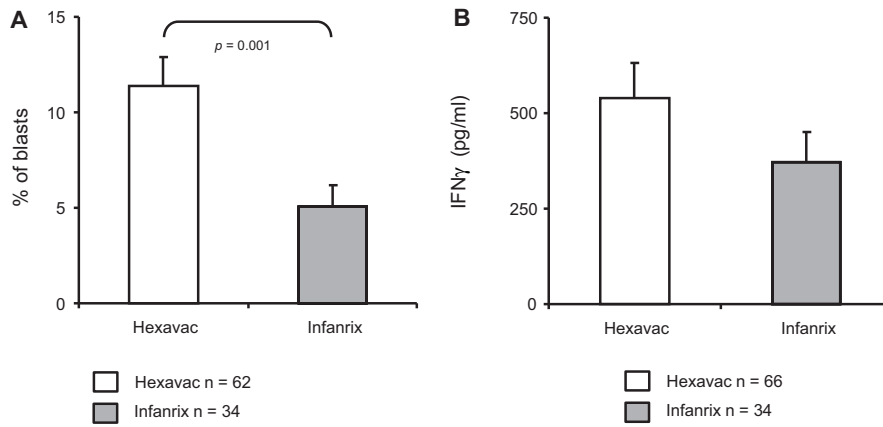 A
% of blasts
15
10
5
0
p = 0.001
Hexavac
Infanrix
Hexavac n = 62
Infanrix n = 34
B
IFNγ (pg/ml)
750
500
250
0
Hexavac
Infanrix
Hexavac n = 66
Infanrix n = 34